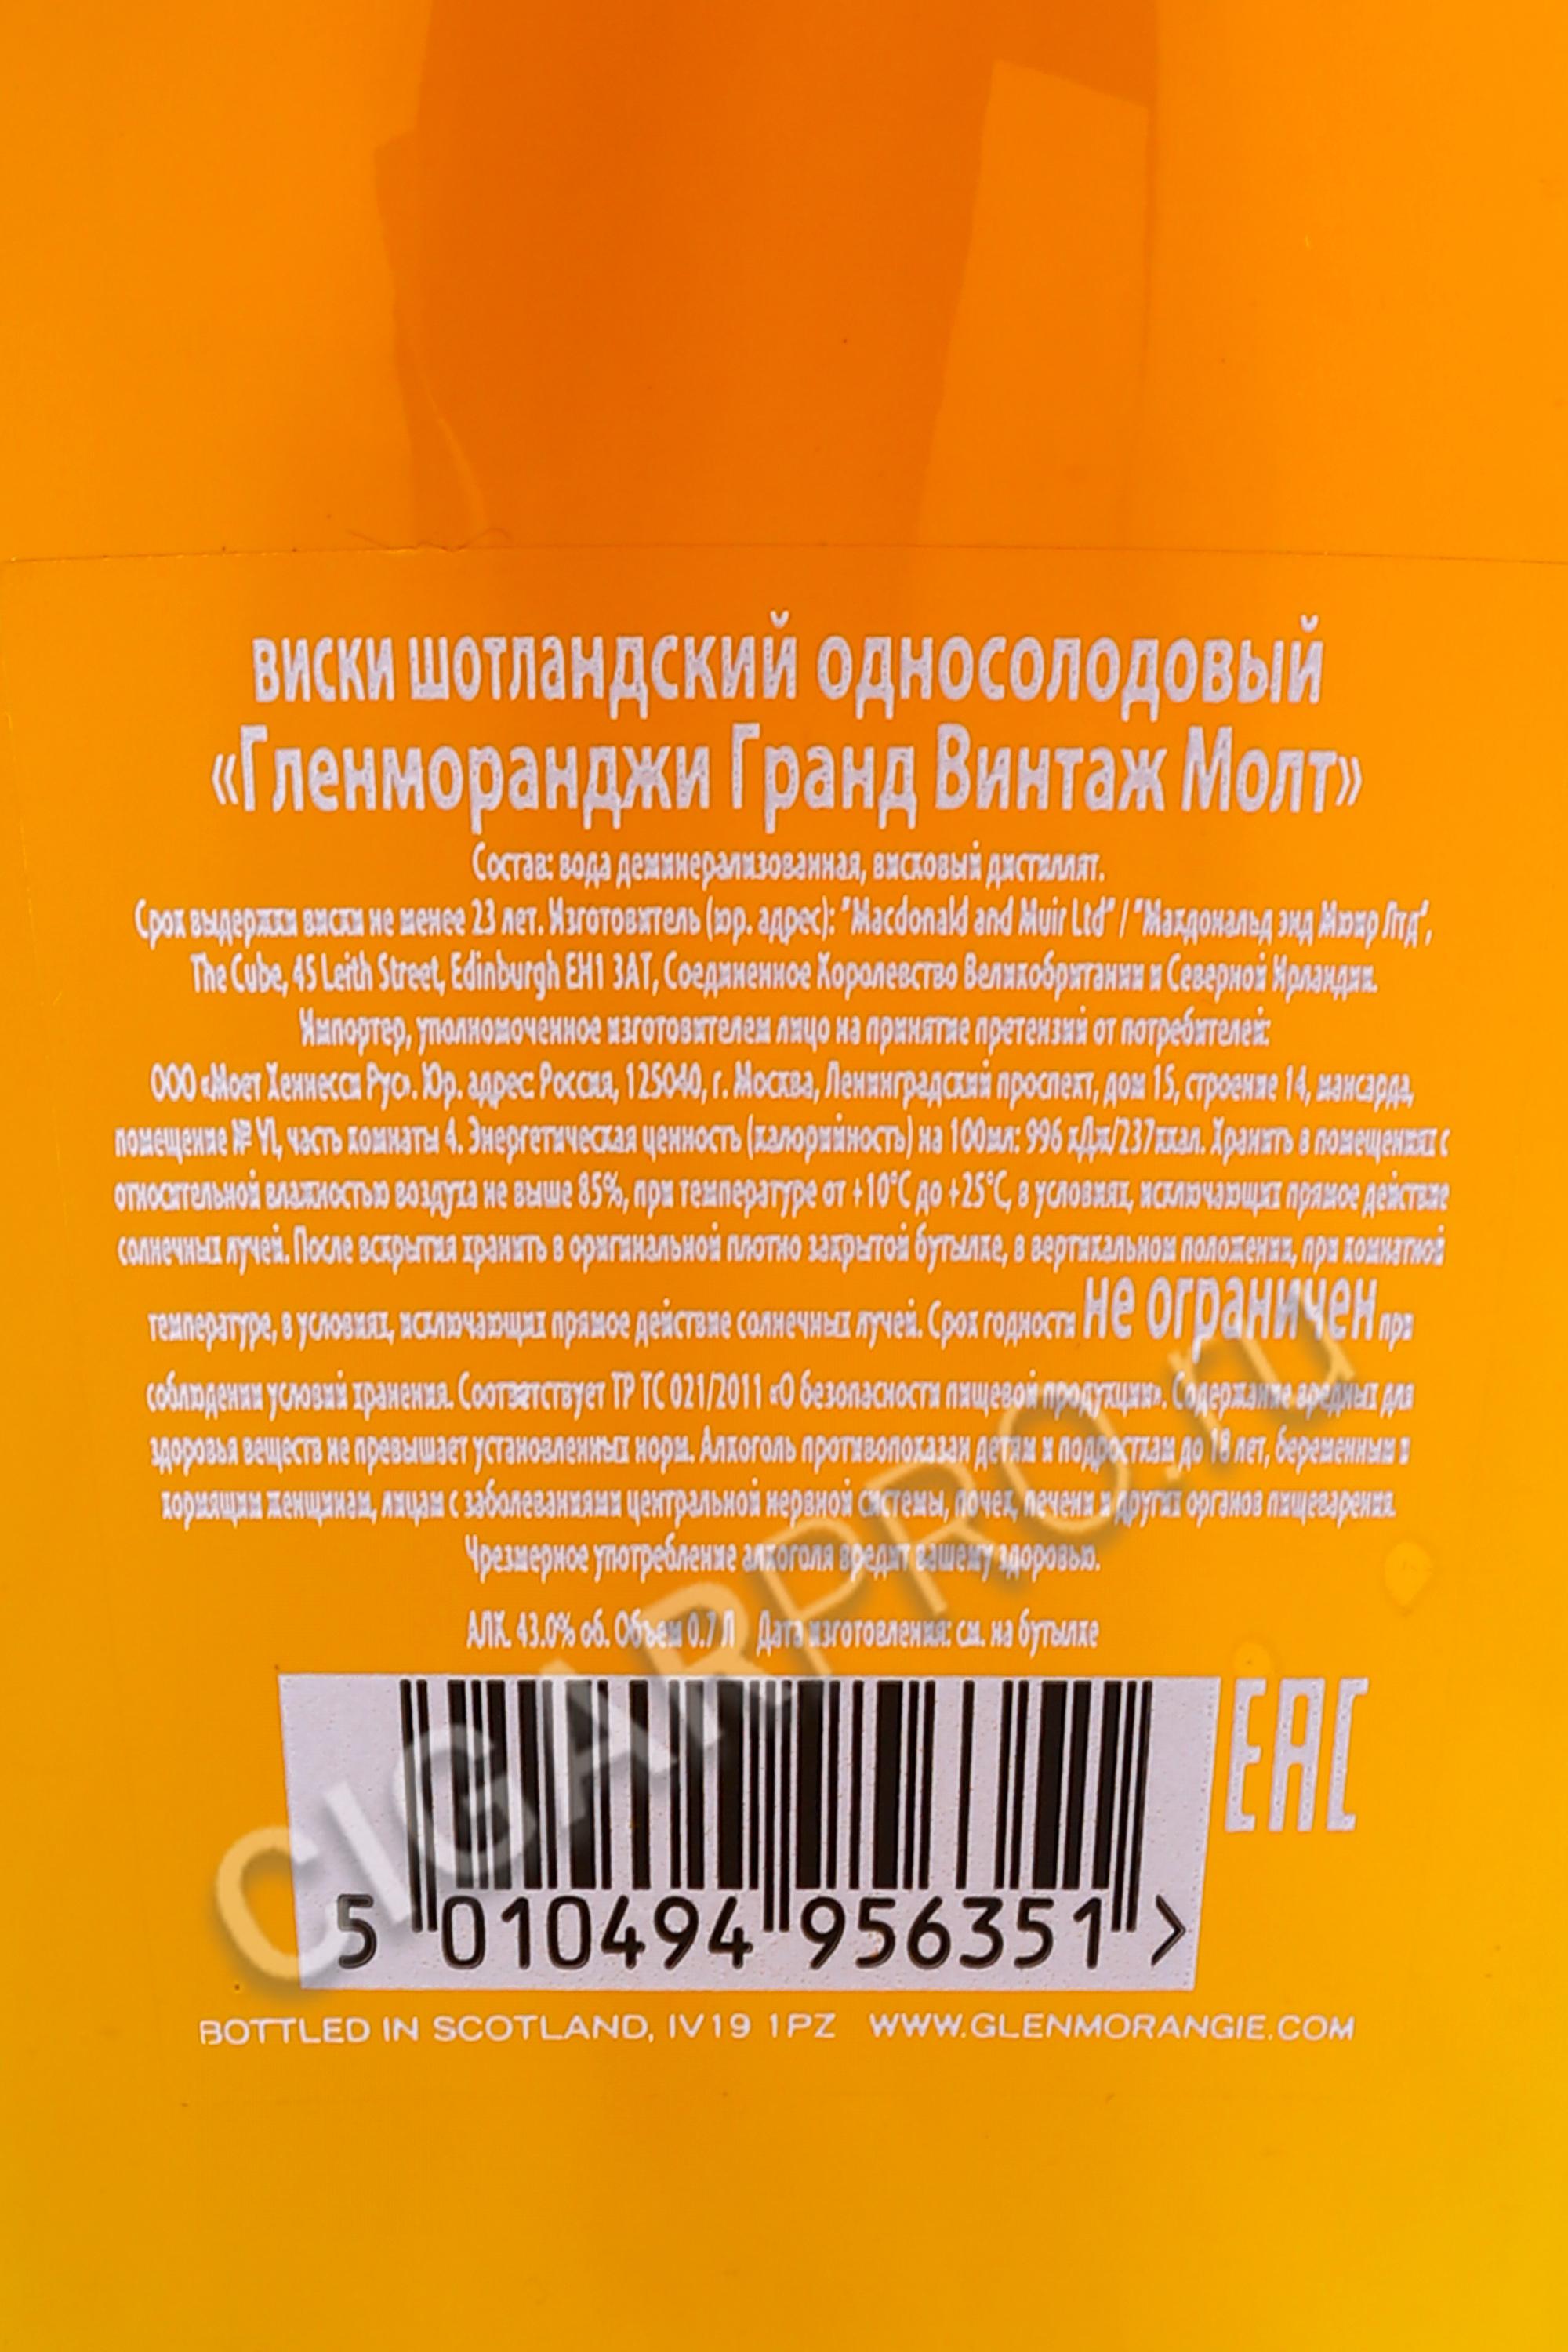 виски шотландский односолодовый
«Гленморанджи Гранд Винтаж Молт»
Состав: вода деминерализованная, висковый дистиллят.
Срок выдержки виски не менее 23 лет. Изготовитель (юр. адрес): "Macdonald and Muir Ltd" / "Макдональд энд Мюир Лтд",
The Cube, 45 Leith Street, Edinburgh EH1 3AT, Соединенное Королевство Великобритании и Северной Ирландии.
Импортер, уполномоченное изготовителем лицо на принятие претензий от потребителей:
ООО «Моет Хеннесси Рус». Юр. адрес: Россия, 125040, г. Москва, Ленинградский проспект, дом 15, строение 14, мансарда,
помещение № VI, часть комнаты 4. Энергетическая ценность (калорийность) на 100мл: 996 кДж/237ккал. Хранить в помещениях с
относительной влажностью воздуха не выше 85%, при температуре от +10°C до +25°C, в условиях, исключающих прямое действие
солнечных лучей. После вскрытия хранить в оригинальной плотно закрытой бутылке, в вертикальном положении, при комнатной
температуре, в условиях, исключающих прямое действие солнечных лучей. Срок годности не ограничен при
соблюдении условий хранения. Соответствует ТР ТС 021/2011 «О безопасности пищевой продукции». Содержание вредных для
здоровья веществ не превышает установленных норм. Алкоголь противопоказан детям и подросткам до 18 лет, беременным и
кормящим женщинам, лицам с заболеваниями центральной нервной системы, почек, печени и других органов пищеварения.
Чрезмерное употребление алкоголя вредит вашему здоровью.
АЛК. 43.0% об. Объем 0.7 Л Дата изготовления: см. на бутылке
EAC
5 010494 956351 >
BOTTLED IN SCOTLAND, IV19 1PZ WWW.GLENMORANGIE.COM
CIGARPRO.ru